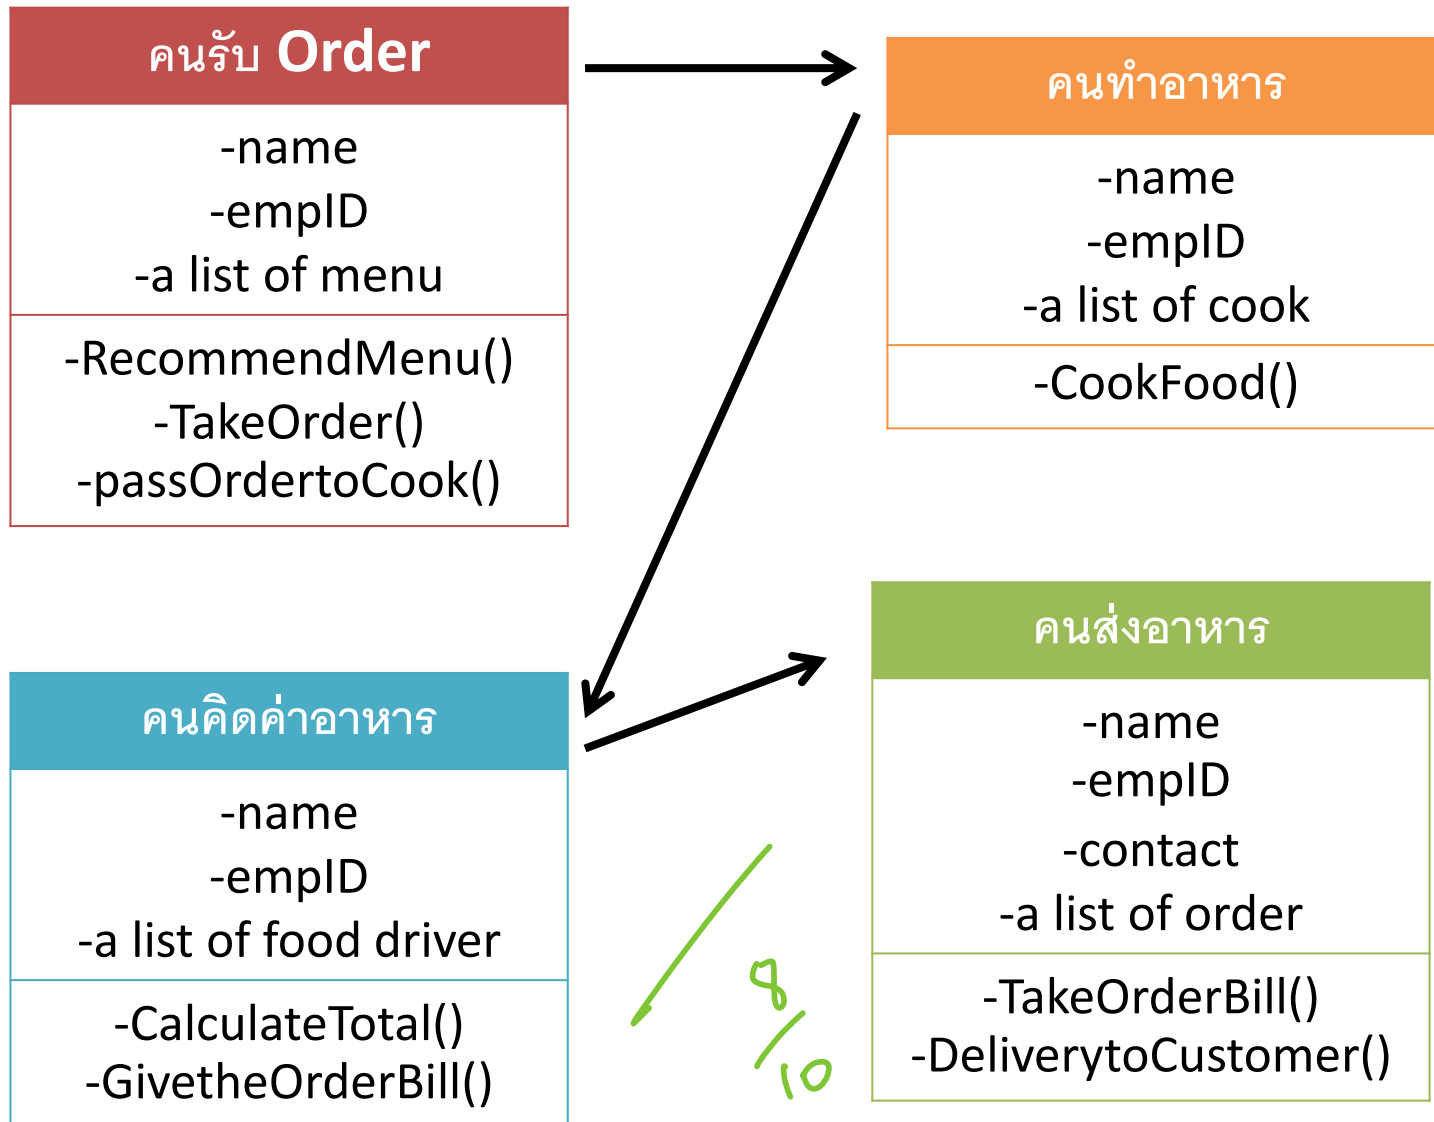 คนรับ Order
-name
-empID
-a list of menu
-RecommendMenu()
-TakeOrder()
-passOrdertoCook()
คนทำอาหาร
-name
-empID
-a list of cook
-CookFood()
คนคิดค่าอาหาร
-name
-empID
-a list of food driver
-CalculateTotal()
-GivetheOrderBill()
คนส่งอาหาร
-name
-empID
-contact
-a list of order
-TakeOrderBill()
-DeliverytoCustomer()
8/10